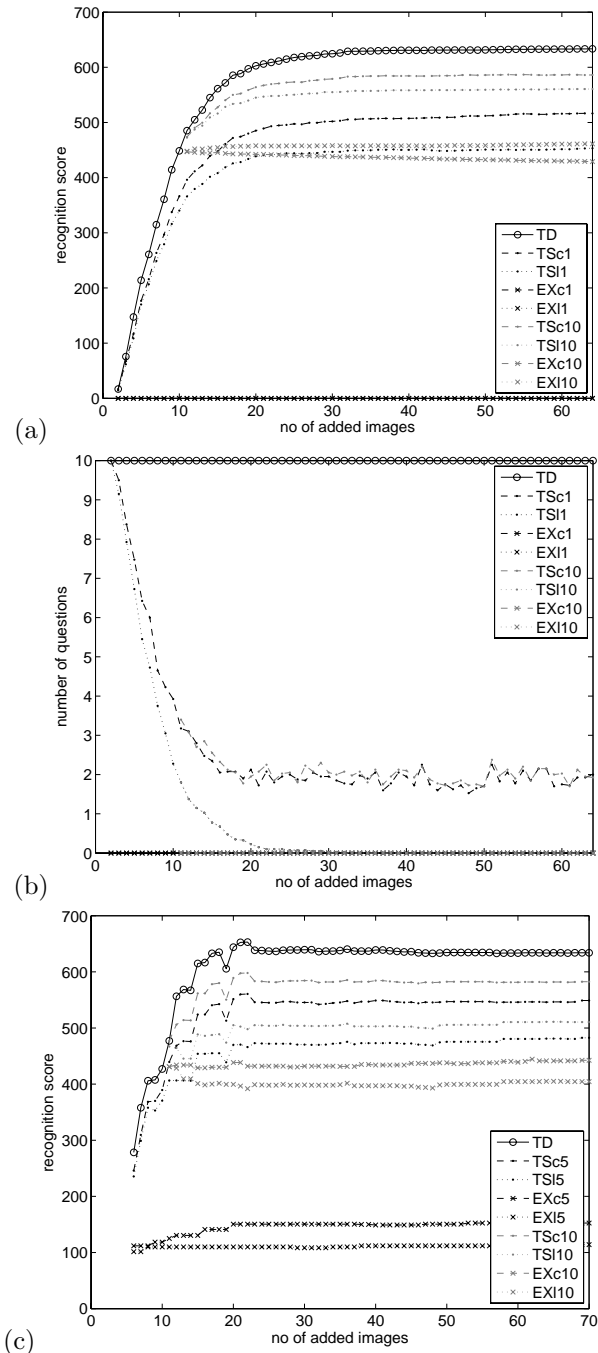 700
600
500
400
300
200
100
0
0 10 20 30 40 50 60
recognition score
no of added images
TD
TSc1
TSl1
EXc1
EXl1
TSc10
TSl10
EXc10
EXl10
(a)
10
9
8
7
6
5
4
3
2
1
0
0 10 20 30 40 50 60
number of questions
no of added images
TD
TSc1
TSl1
EXc1
EXl1
TSc10
TSl10
EXc10
EXl10
(b)
700
600
500
400
300
200
100
0
0 10 20 30 40 50 60 70
recognition score
no of added images
TD
TSc5
TSl5
EXc5
EXl5
TSc10
TSl10
EXc10
EXl10
(c)